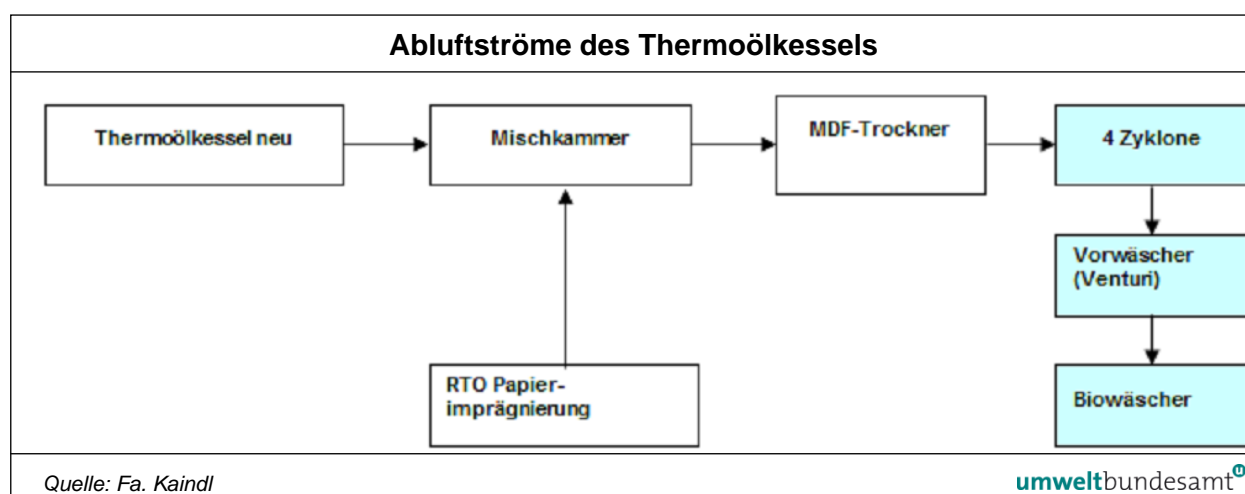 Abluftströme des Thermoölkessels
Thermoölkessel neu
Mischkammer
MDF-Trockner
4 Zyklone
Vorwäscher
(Venturi)
RTO Papier-
imprägnierung
Biowäscher
Quelle: Fa. Kaindl
umweltbundesamt
u